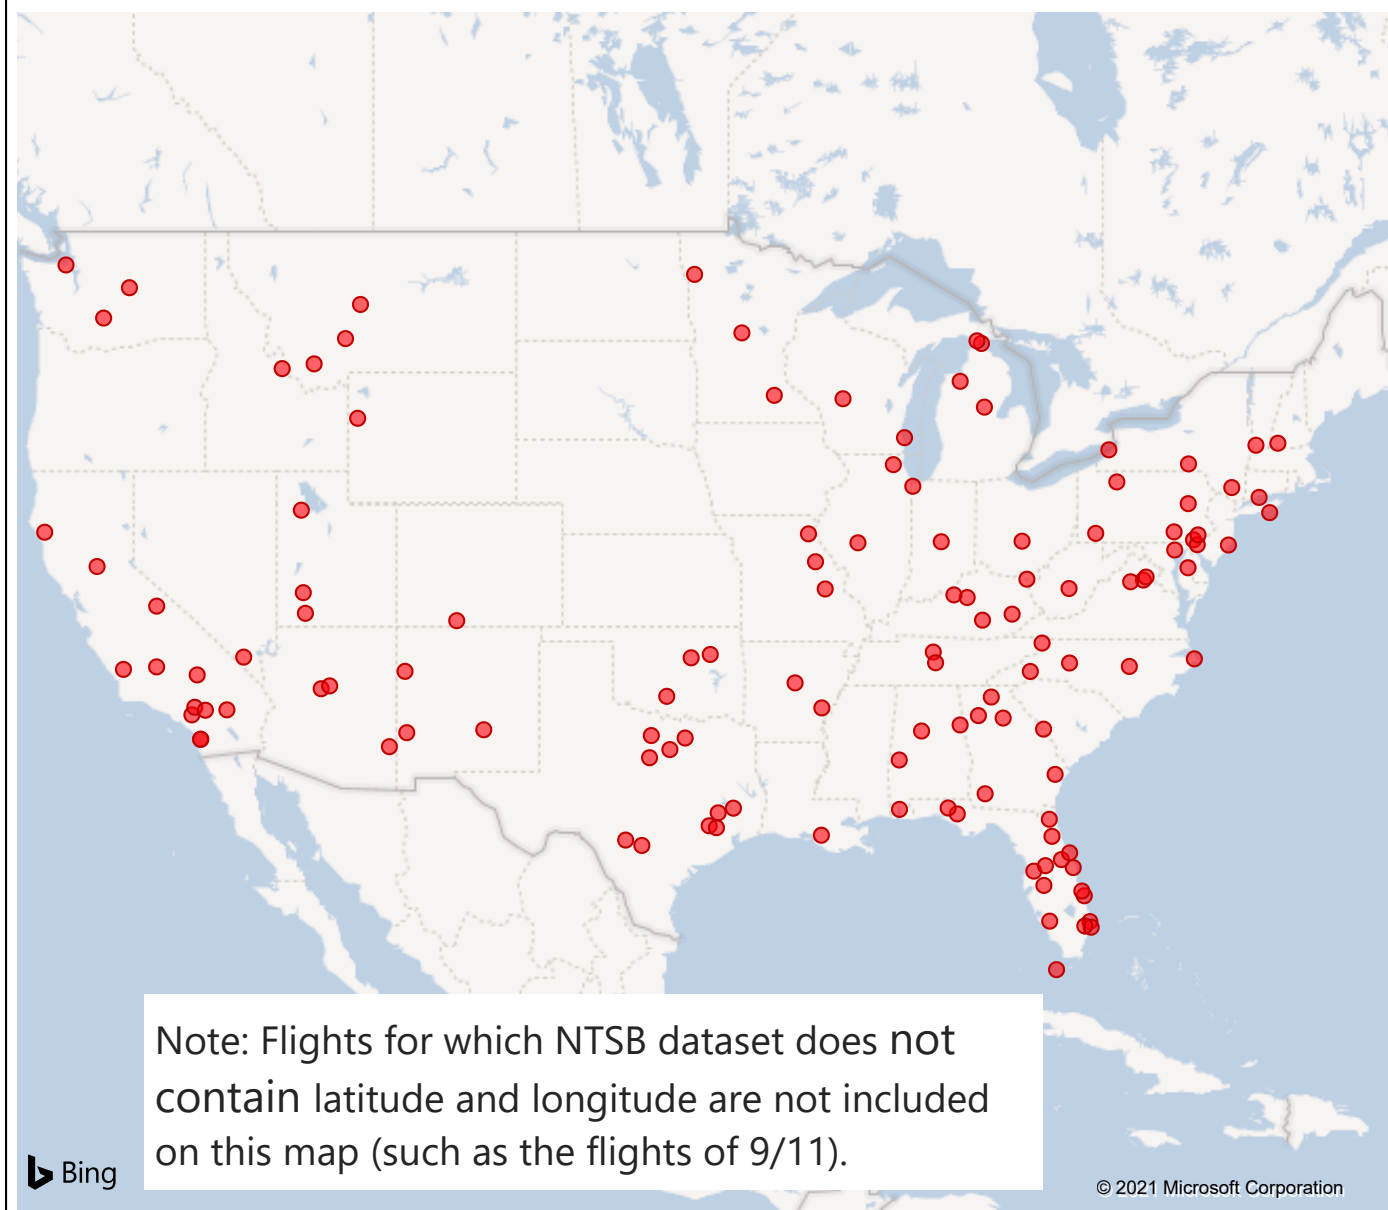 Note: Flights for which NTSB dataset does not
contain latitude and longitude are not included
on this map (such as the flights of 9/11).
Bing
© 2021 Microsoft Corporation